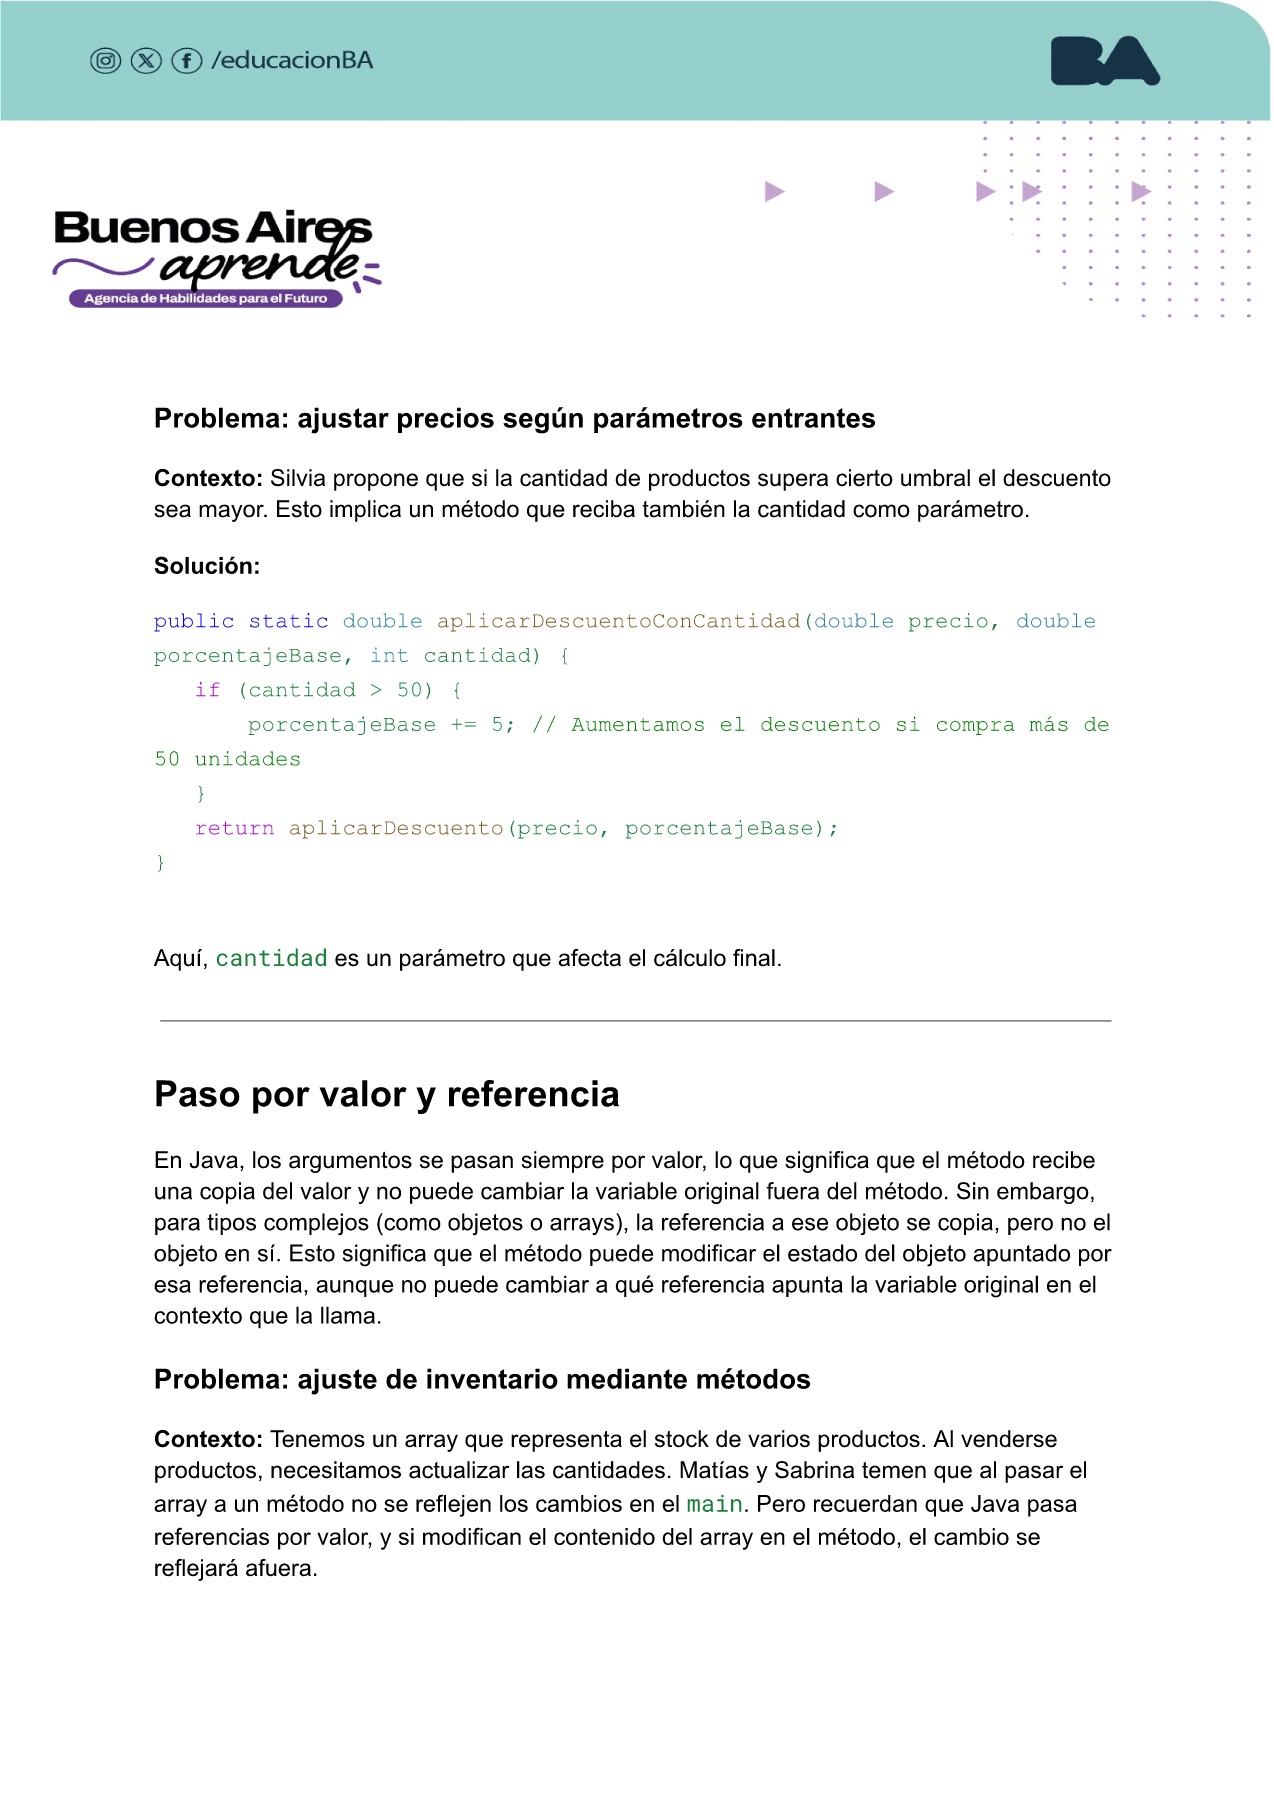 /educacionBA
BA
Buenos Aires
aprende
Agencia de Habilidades para el Futuro
Problema: ajustar precios según parámetros entrantes
Contexto: Silvia propone que si la cantidad de productos supera cierto umbral el descuento
sea mayor. Esto implica un método que reciba también la cantidad como parámetro.
Solución:
public static double aplicarDescuentoConCantidad(double precio, double
porcentajeBase, int cantidad) {
   if (cantidad > 50) {
       porcentajeBase += 5; // Aumentamos el descuento si compra más de
50 unidades
   }
   return aplicarDescuento(precio, porcentajeBase);
}
Aquí, cantidad es un parámetro que afecta el cálculo final.
Paso por valor y referencia
En Java, los argumentos se pasan siempre por valor, lo que significa que el método recibe
una copia del valor y no puede cambiar la variable original fuera del método. Sin embargo,
para tipos complejos (como objetos o arrays), la referencia a ese objeto se copia, pero no el
objeto en sí. Esto significa que el método puede modificar el estado del objeto apuntado por
esa referencia, aunque no puede cambiar a qué referencia apunta la variable original en el
contexto que la llama.
Problema: ajuste de inventario mediante métodos
Contexto: Tenemos un array que representa el stock de varios productos. Al venderse
productos, necesitamos actualizar las cantidades. Matías y Sabrina temen que al pasar el
array a un método no se reflejen los cambios en el main. Pero recuerdan que Java pasa
referencias por valor, y si modifican el contenido del array en el método, el cambio se
reflejará afuera.